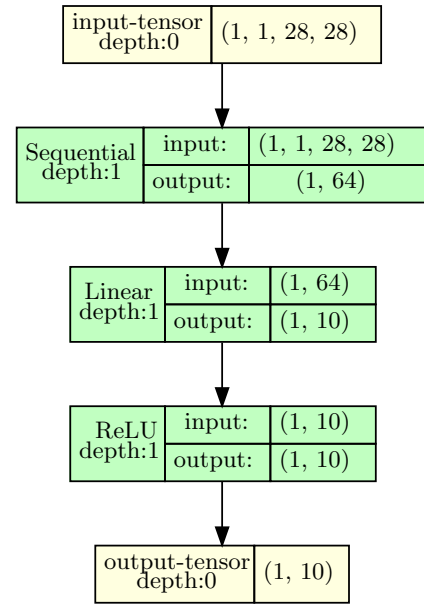 input-tensor
depth:0
(1, 1, 28, 28)
Sequential
depth:1
input:
(1, 1, 28, 28)
output:
(1, 64)
Linear
depth:1
input:
(1, 64)
output:
(1, 10)
ReLU
depth:1
input:
(1, 10)
output:
(1, 10)
output-tensor
depth:0
(1, 10)